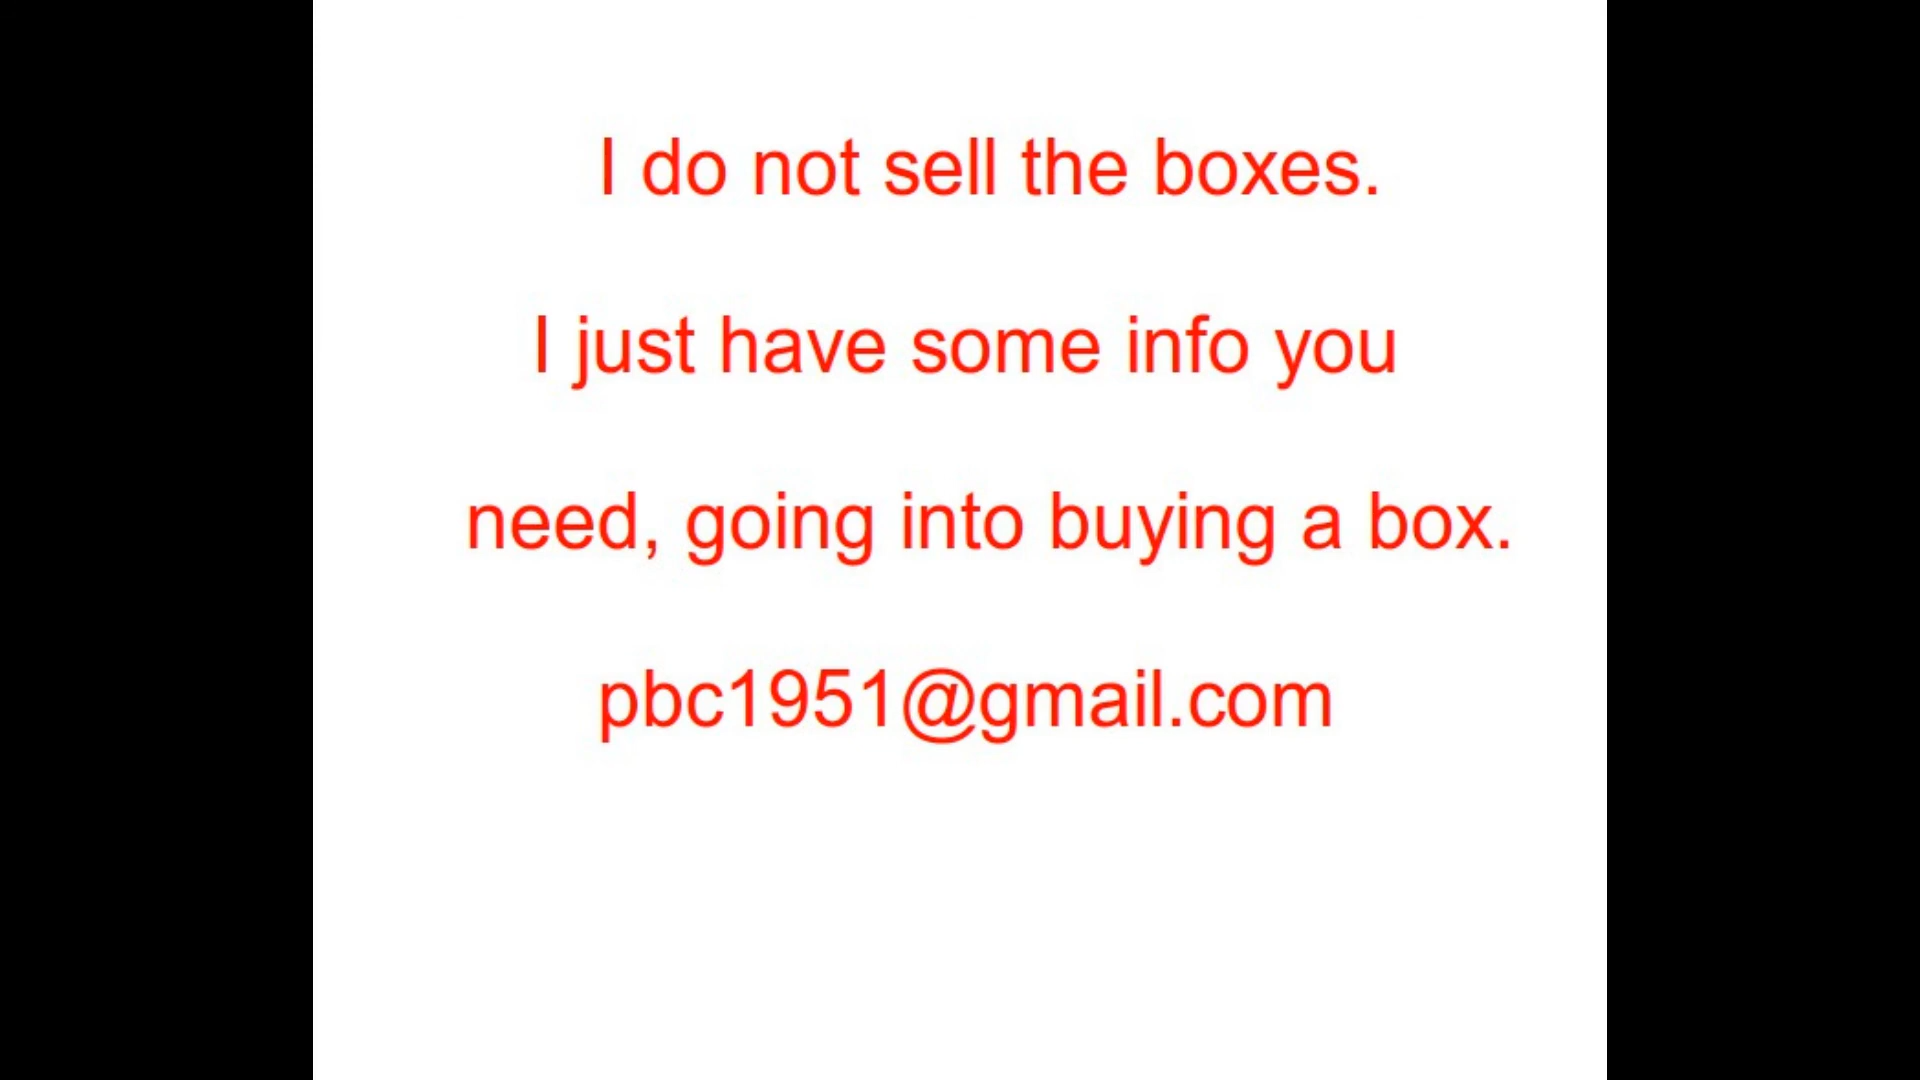 I do not sell the boxes.
I just have some info you
need, going into buying a box.
pbc1951@gmail.com